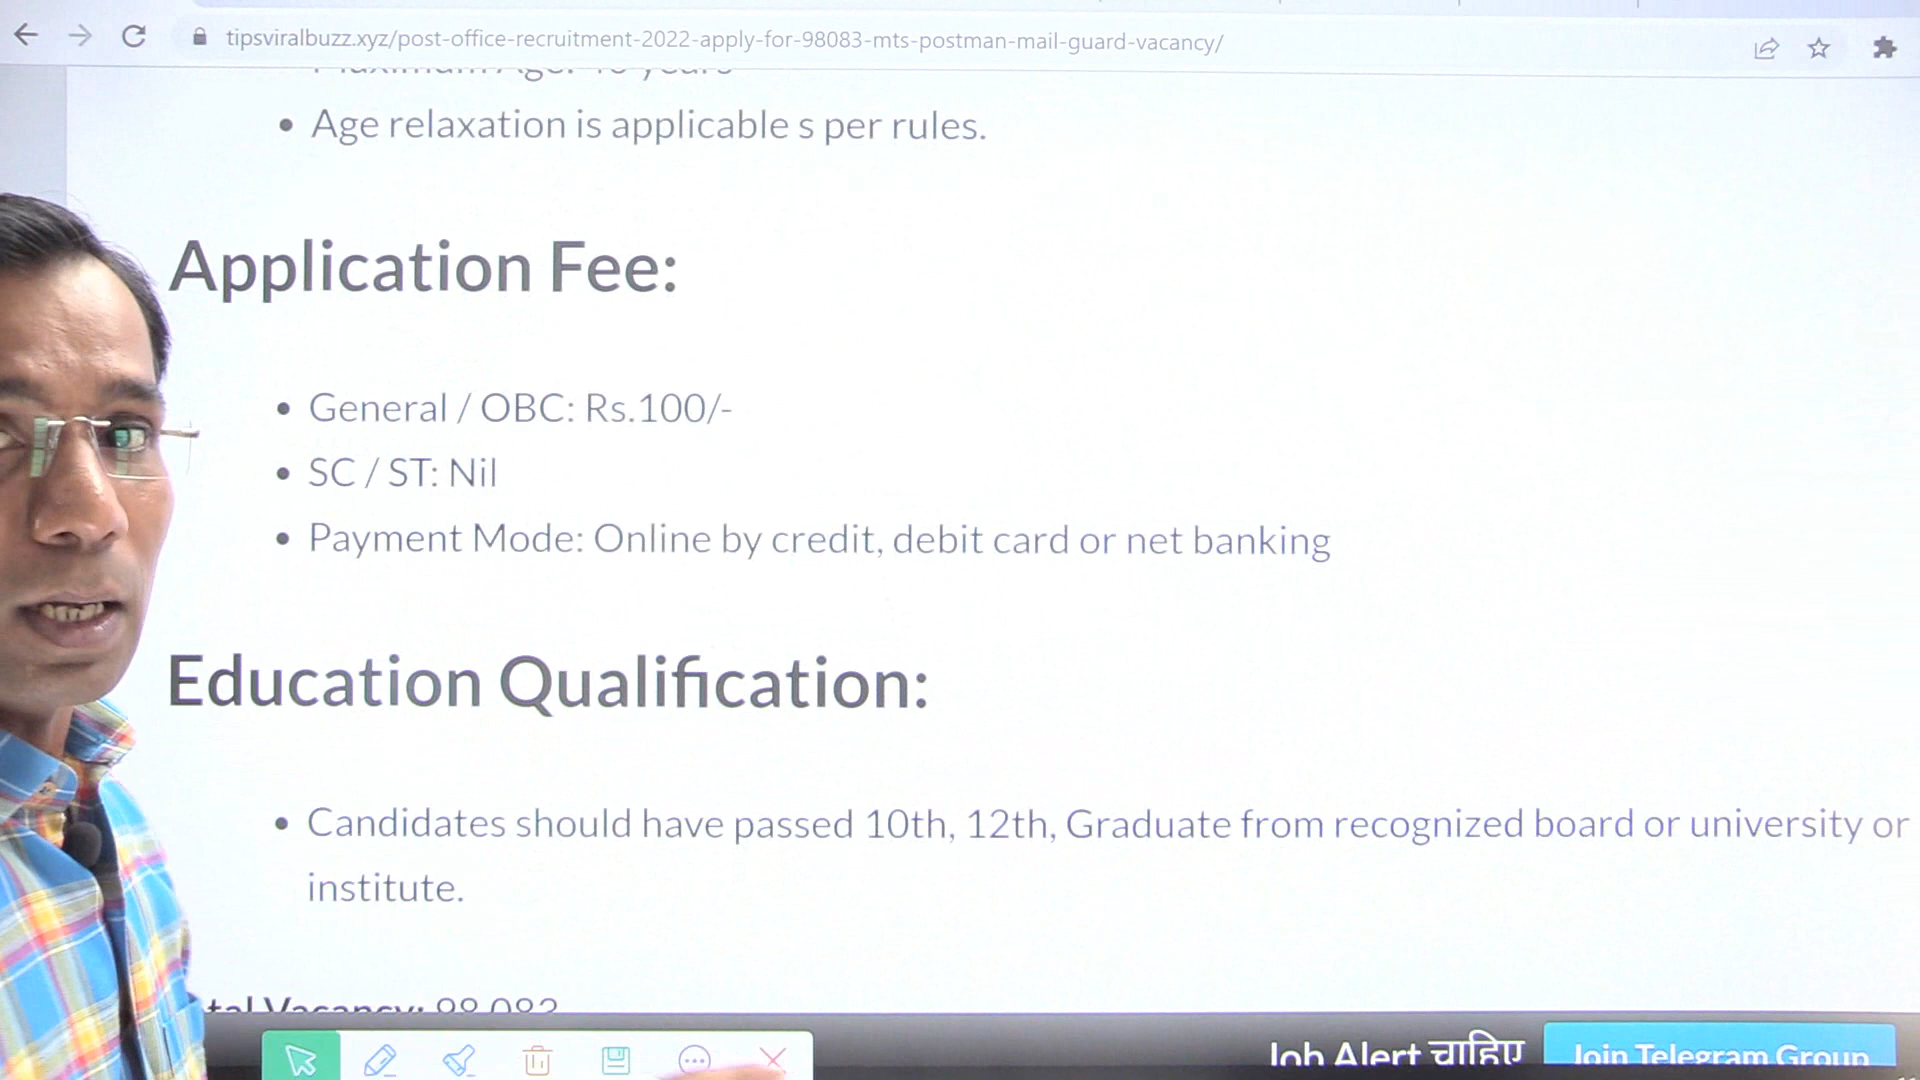 tipsviralbuzz.xyz/post-office-recruitment-2022-apply-for-98083-mts-postman-mail-guard-vacancy/
Age relaxation is applicable s per rules.
Application Fee:
General / OBC: Rs.100/-
SC / ST: Nil
Payment Mode: Online by credit, debit card or net banking
Education Qualification:
Candidates should have passed 10th, 12th, Graduate from recognized board or university or
institute.
Job Alert चाहिए
Join Telegram Group